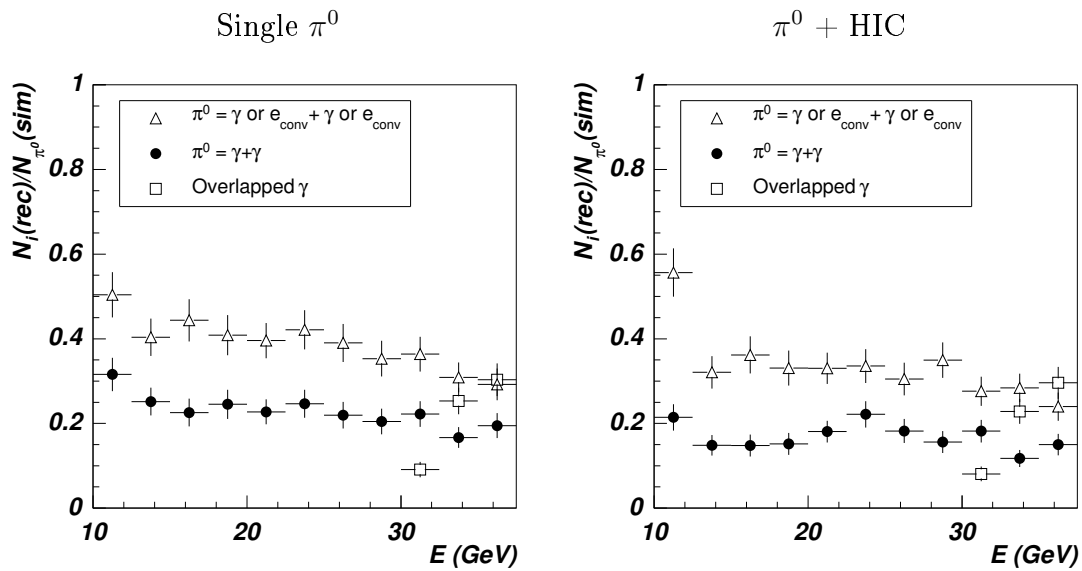 Single π⁰
N_i(rec)/N_π⁰(sim)
1
0.8
0.6
0.4
0.2
0
π⁰ = γ or e_conv + γ or e_conv
π⁰ = γ+γ
Overlapped γ
10 20 30
E (GeV)
π⁰ + HIC
N_i(rec)/N_π⁰(sim)
1
0.8
0.6
0.4
0.2
0
π⁰ = γ or e_conv + γ or e_conv
π⁰ = γ+γ
Overlapped γ
10 20 30
E (GeV)